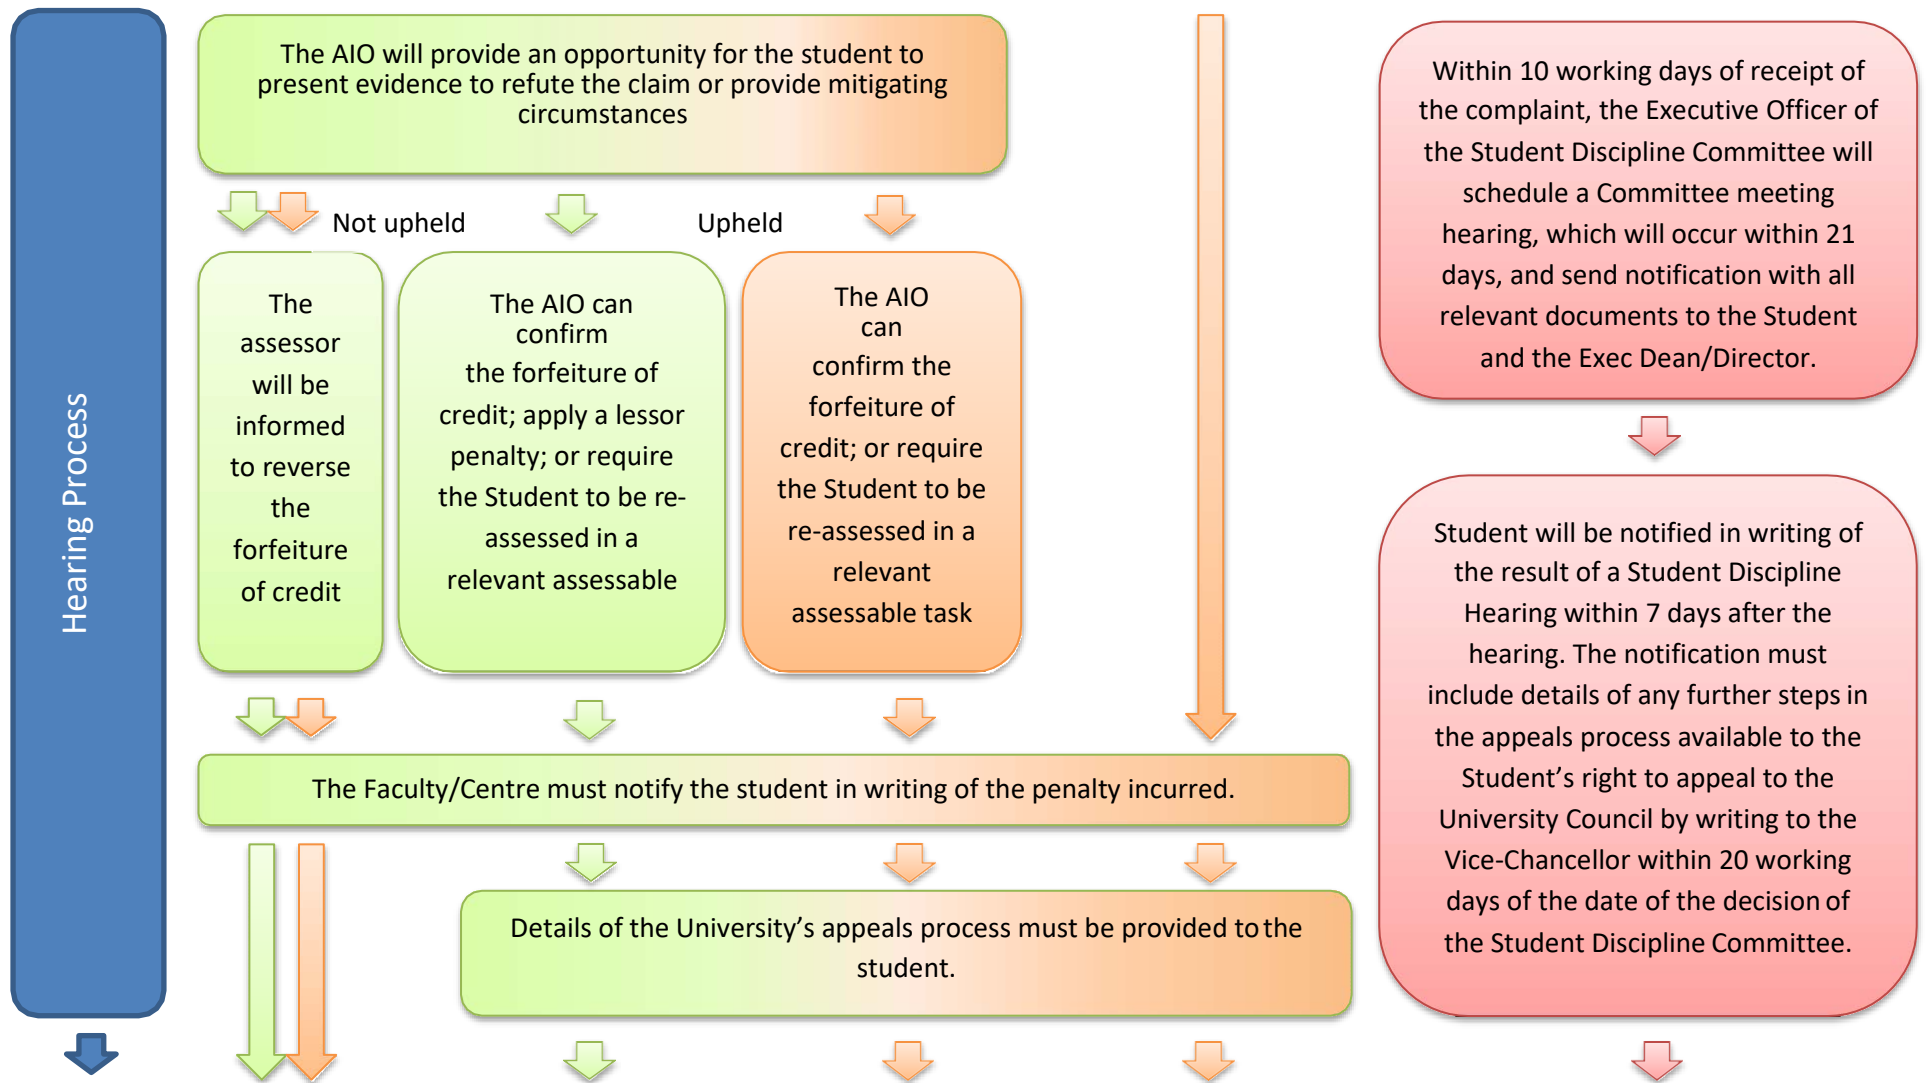 Hearing Process
The AIO will provide an opportunity for the student to
present evidence to refute the claim or provide mitigating
circumstances
Not upheld
Upheld
The
assessor
will be
informed
to reverse
the
forfeiture
of credit
The AIO can
confirm
the forfeiture of
credit; apply a lessor
penalty; or require
the Student to be re-
assessed in a
relevant assessable
The AIO
can
confirm the
forfeiture of
credit; or require
the Student to be
re-assessed in a
relevant
assessable task
The Faculty/Centre must notify the student in writing of the penalty incurred.
Details of the University’s appeals process must be provided to the
student.
Within 10 working days of receipt of
the complaint, the Executive Officer of
the Student Discipline Committee will
schedule a Committee meeting
hearing, which will occur within 21
days, and send notification with all
relevant documents to the Student
and the Exec Dean/Director.
Student will be notified in writing of
the result of a Student Discipline
Hearing within 7 days after the
hearing. The notification must
include details of any further steps in
the appeals process available to the
Student’s right to appeal to the
University Council by writing to the
Vice-Chancellor within 20 working
days of the date of the decision of
the Student Discipline Committee.